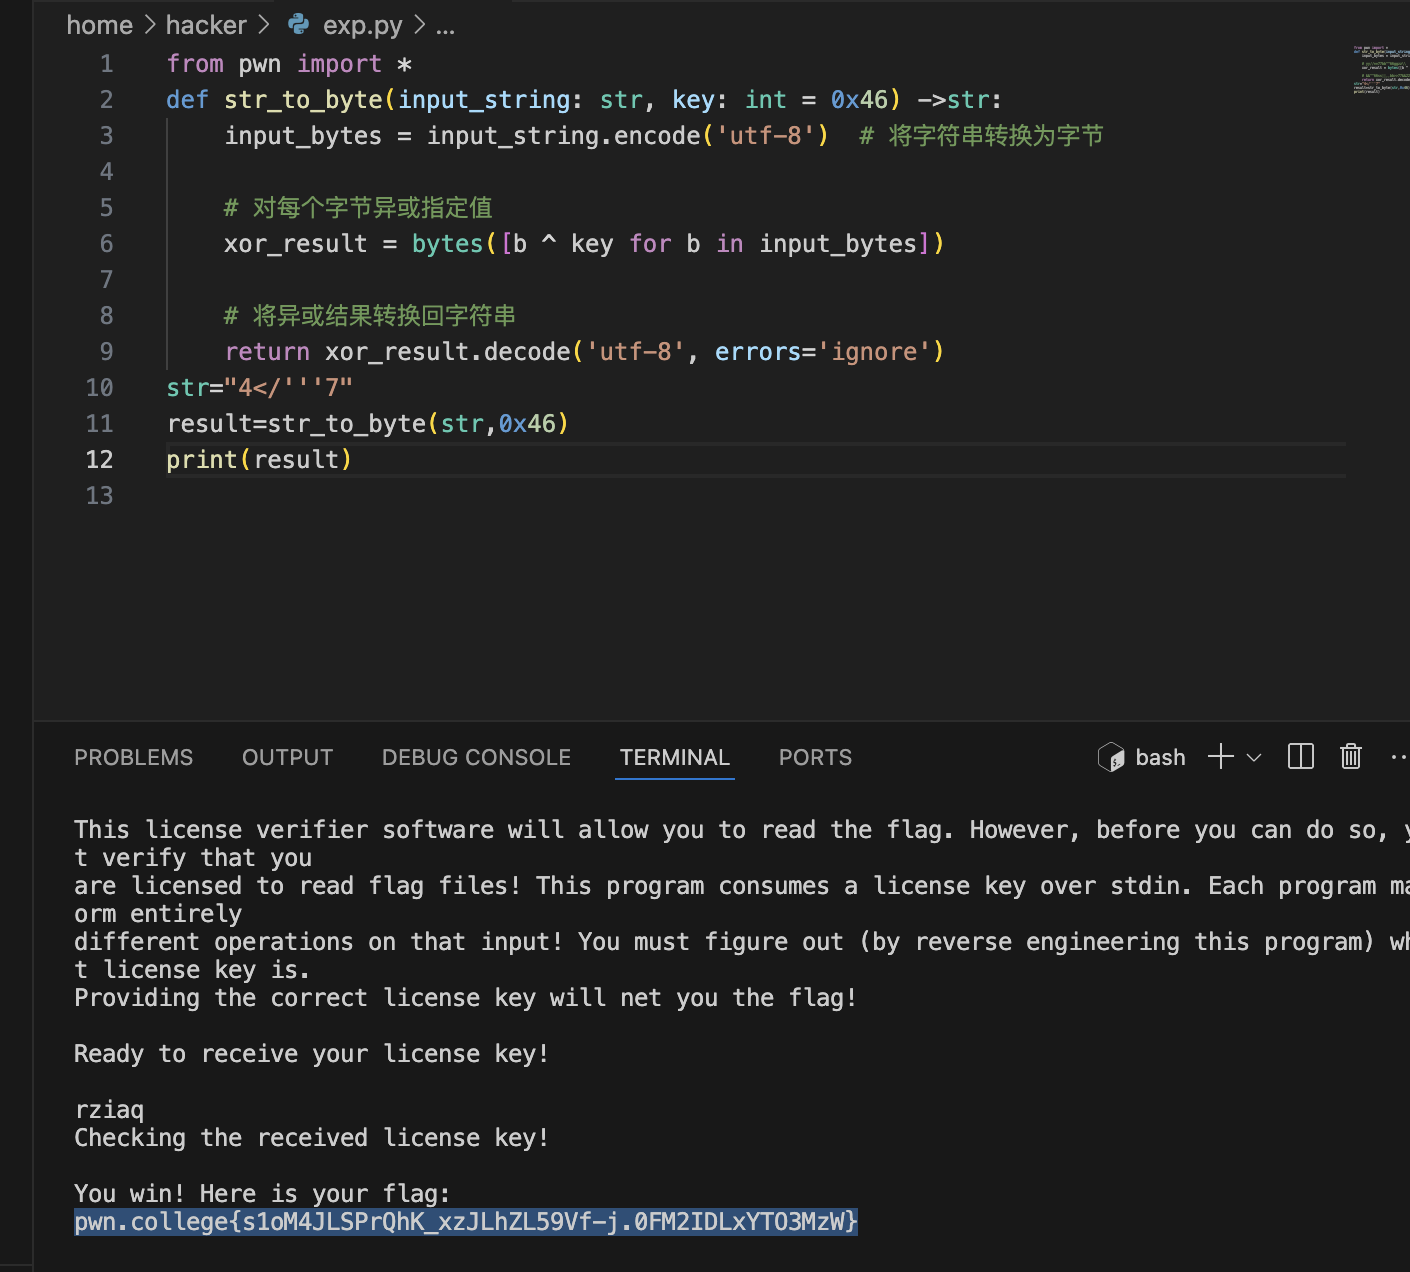 home > hacker > exp.py > ...
1 from pwn import *
2 def str_to_byte(input_string: str, key: int = 0x46) ->str:
3     input_bytes = input_string.encode('utf-8')  # 将字符串转换为字节
4
5     # 对每个字节异或指定值
6     xor_result = bytes([b ^ key for b in input_bytes])
7
8     # 将异或结果转换回字符串
9     return xor_result.decode('utf-8', errors='ignore')
10 str="4</'''7"
11 result=str_to_byte(str,0x46)
12 print(result)
13
PROBLEMS OUTPUT DEBUG CONSOLE TERMINAL PORTS bash
This license verifier software will allow you to read the flag. However, before you can do so,
t verify that you
are licensed to read flag files! This program consumes a license key over stdin. Each program ma
orm entirely
different operations on that input! You must figure out (by reverse engineering this program) wh
t license key is.
Providing the correct license key will net you the flag!
Ready to receive your license key!
rziaq
Checking the received license key!
You win! Here is your flag:
pwn.college{s1oM4JLSPrQhK_xzJLhZL59Vf-j.0FM2IDLxYTO3MzW}